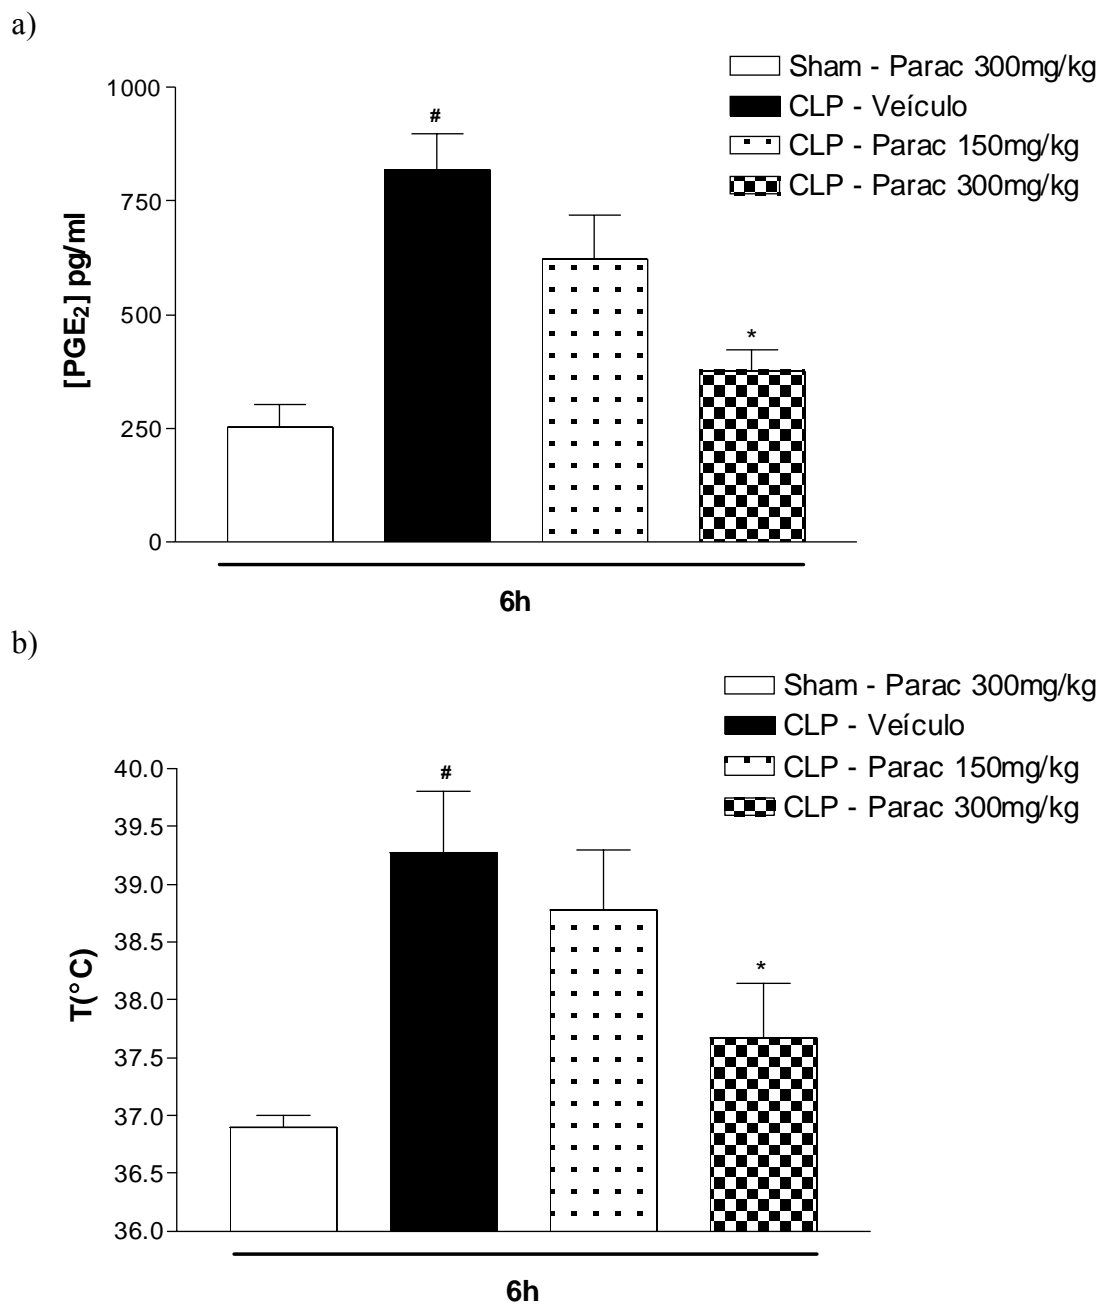 a)
Sham - Parac 300mg/kg
CLP - Veículo
CLP - Parac 150mg/kg
CLP - Parac 300mg/kg
1000
750
500
250
0
[PGE₂] pg/ml
#
*
6h
b)
Sham - Parac 300mg/kg
CLP - Veículo
CLP - Parac 150mg/kg
CLP - Parac 300mg/kg
40.0
39.5
39.0
38.5
38.0
37.5
37.0
36.5
36.0
T(°C)
#
*
6h